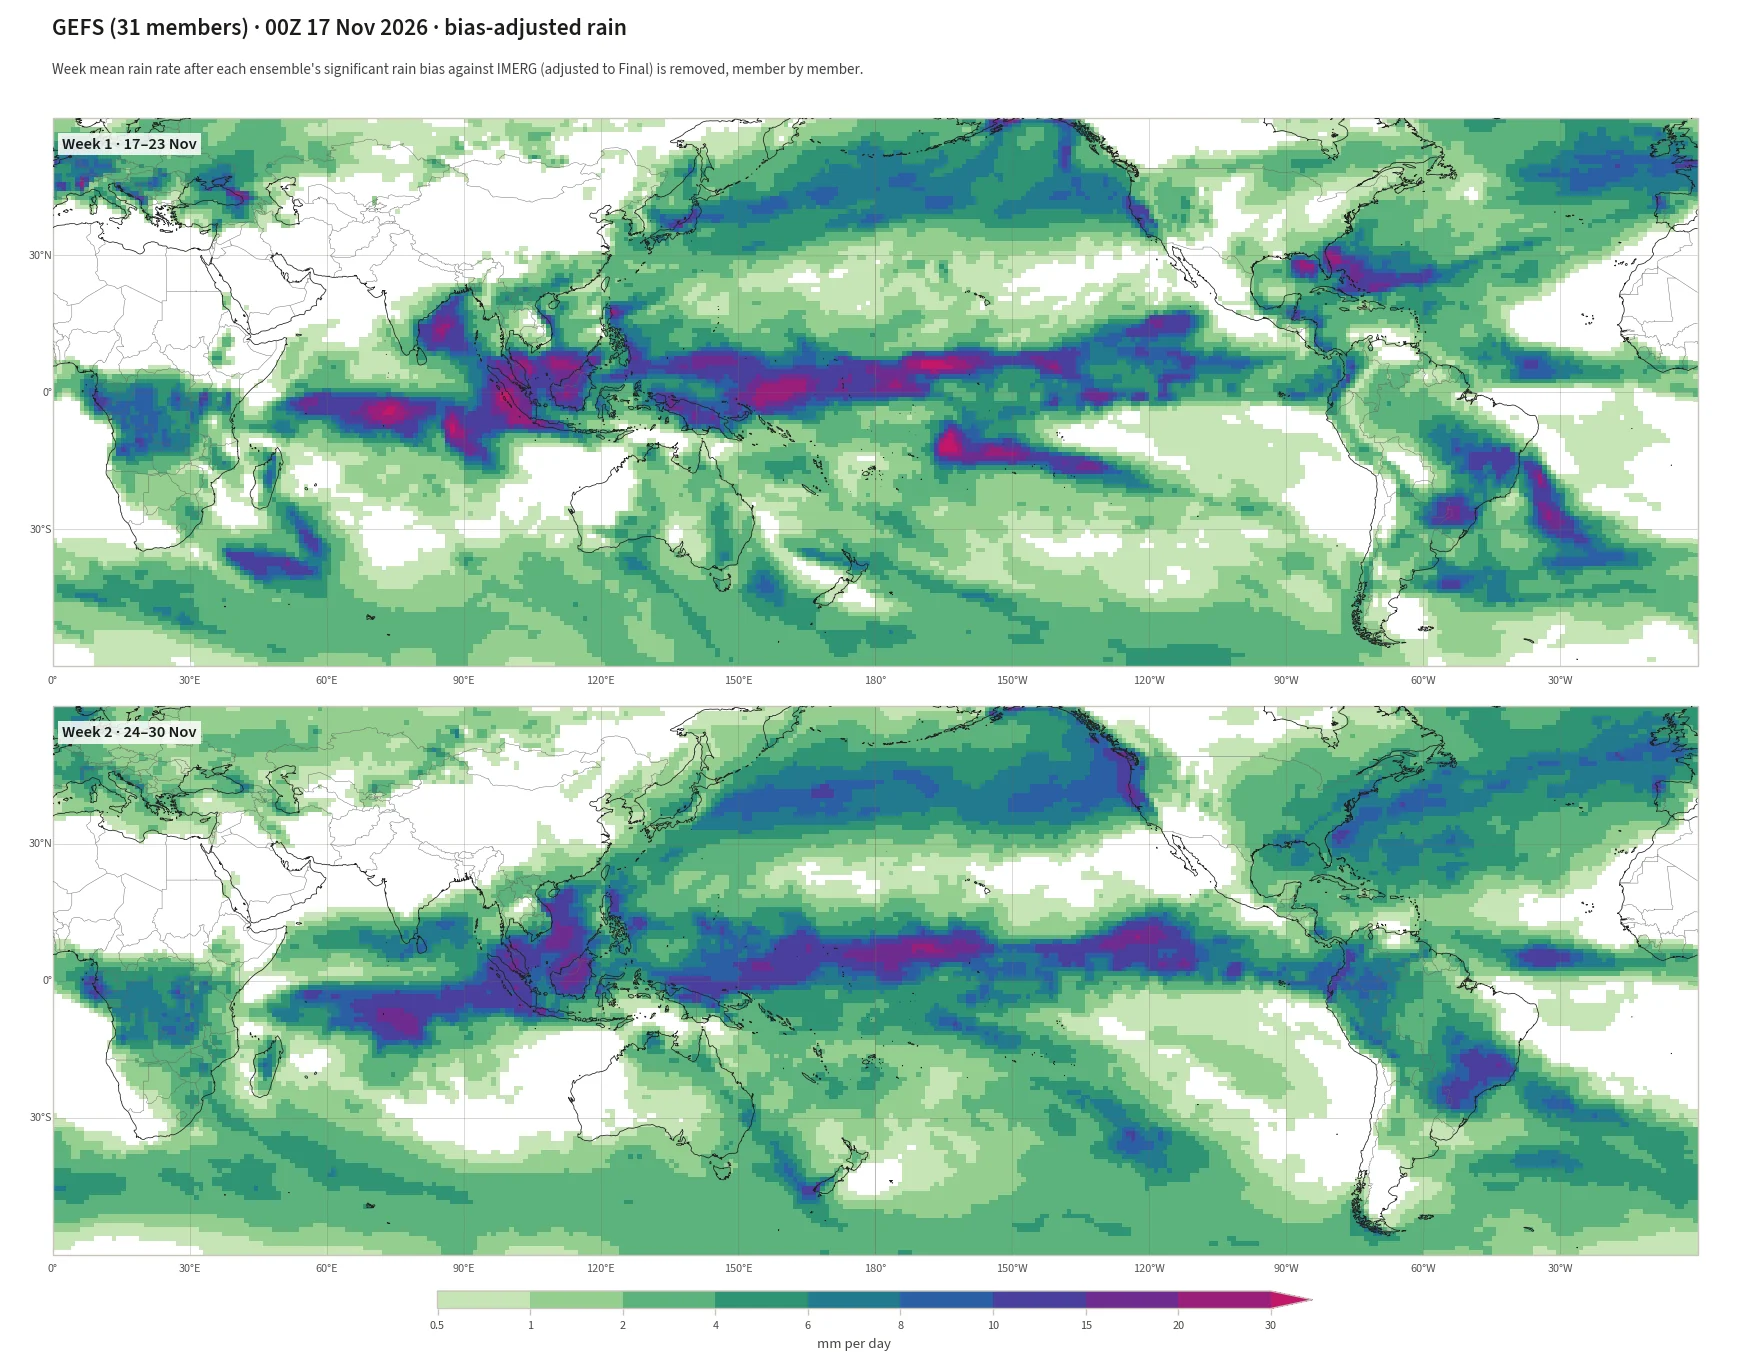 GEFS (31 members) · 00Z 17 Nov 2026 · bias-adjusted rain
Week mean rain rate after each ensemble's significant rain bias against IMERG (adjusted to Final) is removed, member by member.
Week 1 · 17–23 Nov
30°N
0°
30°S
0° 30°E 60°E 90°E 120°E 150°E 180° 150°W 120°W 90°W 60°W 30°W
Week 2 · 24–30 Nov
30°N
0°
30°S
0° 30°E 60°E 90°E 120°E 150°E 180° 150°W 120°W 90°W 60°W 30°W
0.5 1 2 4 6 8 10 15 20 30
mm per day